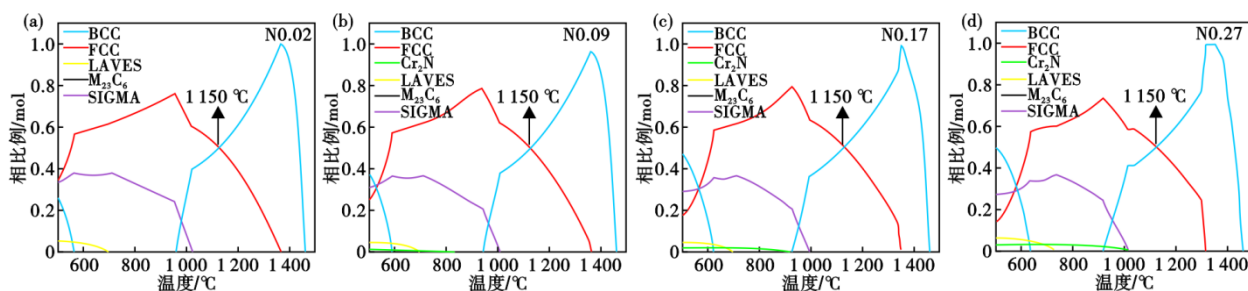 (a)
N0.02
BCC
FCC
LAVES
M₂₃C₆
SIGMA
1 150 ℃
相比例/mol
1.0
0.8
0.6
0.4
0.2
0
600
800
1 000
1 200
1 400
温度/℃
(b)
N0.09
BCC
FCC
Cr₂N
LAVES
M₂₃C₆
SIGMA
1 150 ℃
相比例/mol
1.0
0.8
0.6
0.4
0.2
0
600
800
1 000
1 200
1 400
温度/℃
(c)
N0.17
BCC
FCC
Cr₂N
LAVES
M₂₃C₆
SIGMA
1 150 ℃
相比例/mol
1.0
0.8
0.6
0.4
0.2
0
600
800
1 000
1 200
1 400
温度/℃
(d)
N0.27
BCC
FCC
Cr₂N
LAVES
M₂₃C₆
SIGMA
1 150 ℃
相比例/mol
1.0
0.8
0.6
0.4
0.2
0
600
800
1 000
1 200
1 400
温度/℃